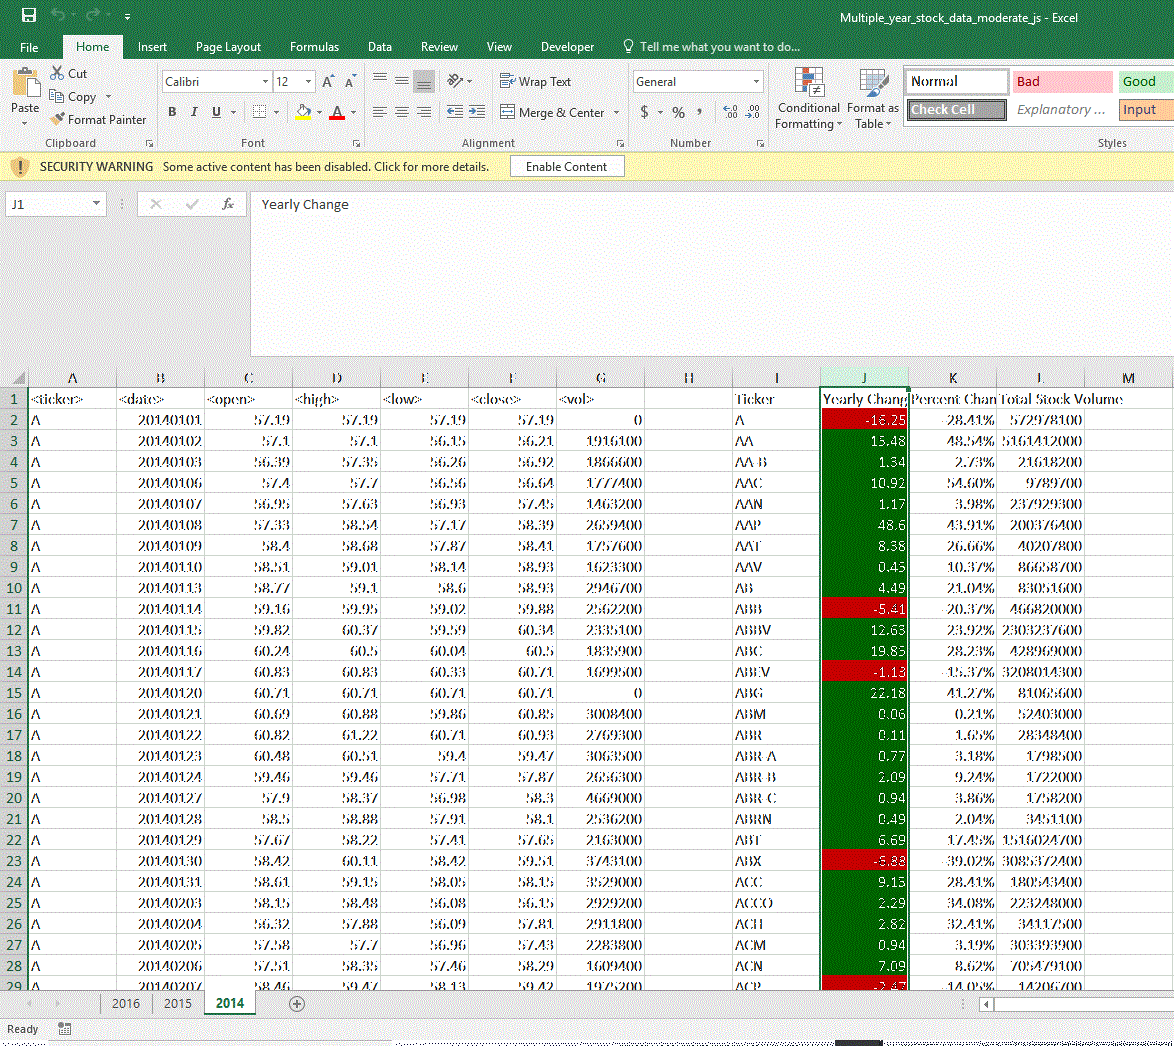 Multiple_year_stock_data_moderate_js - Excel
File Home Insert Page Layout Formulas Data Review View Developer Tell me what you want to do...
Paste Cut Copy Format Painter Calibri 12 B I U A Wrap Text Merge & Center General $ % , Conditional Formatting Format as Table Normal Bad Good Check Cell Explanatory ... Input
Clipboard Font Alignment Number Styles
SECURITY WARNING Some active content has been disabled. Click for more details. Enable Content
J1 fx Yearly Change
A B C D E F G H I J K L M
1 <ticker> <date> <open> <high> <low> <close> <vol> Ticker Yearly Chang Percent Chan Total Stock Volume
2 A 20140101 57.19 57.19 57.19 57.19 0 A -16.25 -28.41% 572978100
3 A 20140102 57.1 57.1 56.15 56.21 1916100 AA 15.48 48.54% 5161412000
4 A 20140103 56.39 57.35 56.26 56.92 1866600 AA-B 1.34 2.73% 21618200
5 A 20140106 57.4 57.7 56.56 56.64 1777400 AAC 10.92 54.60% 9789700
6 A 20140107 56.95 57.63 56.93 57.45 1463200 AAN 1.17 3.98% 237929300
7 A 20140108 57.33 58.54 57.17 58.39 2659400 AAP 48.6 43.91% 200376400
8 A 20140109 58.4 58.68 57.87 58.41 1757600 AAT 8.38 26.66% 40207800
9 A 20140110 58.51 59.01 58.14 58.93 1623300 AAV 0.45 10.37% 86658700
10 A 20140113 58.77 59.1 58.6 58.93 2946700 AB 4.49 21.04% 83051600
11 A 20140114 59.16 59.95 59.02 59.88 2562200 ABB -5.41 -20.37% 466820000
12 A 20140115 59.82 60.37 59.59 60.34 2335100 ABBV 12.63 23.92% 2303237600
13 A 20140116 60.24 60.5 60.04 60.5 1835900 ABC 19.85 28.23% 428969000
14 A 20140117 60.83 60.83 60.33 60.71 1699500 ABEV -1.13 -15.37% 3208014300
15 A 20140120 60.71 60.71 60.71 60.71 0 ABG 22.18 41.27% 81065600
16 A 20140121 60.69 60.88 59.86 60.85 3008400 ABM 0.06 0.21% 52403000
17 A 20140122 60.82 61.22 60.71 60.93 2769300 ABR 0.11 1.65% 28348400
18 A 20140123 60.48 60.51 59.4 59.47 3063500 ABR-A 0.77 3.18% 1798500
19 A 20140124 59.46 59.46 57.71 57.87 2656300 ABR-B 2.09 9.24% 1722000
20 A 20140127 57.9 58.37 56.98 58.3 4669000 ABR-C 0.94 3.86% 1758200
21 A 20140128 58.5 58.88 57.91 58.1 2536200 ABRN 0.49 2.04% 3451100
22 A 20140129 57.67 58.22 57.41 57.65 2163000 ABT 6.69 17.45% 1516024700
23 A 20140130 58.42 60.11 58.42 59.51 3743100 ABX -6.88 -39.02% 3085372400
24 A 20140131 58.61 59.15 58.05 58.15 3529000 ACC 9.15 28.41% 180543400
25 A 20140203 58.15 58.48 56.08 56.15 2929200 ACCO 2.29 34.08% 223248000
26 A 20140204 56.32 57.88 56.09 57.81 2911800 ACH 2.82 32.41% 34117500
27 A 20140205 57.58 57.7 56.96 57.43 2283800 ACM 0.94 3.19% 303393900
28 A 20140206 57.51 58.35 57.46 58.29 1609400 ACN 7.09 8.62% 705479100
29 A 20140207 58.46 59.47 58.13 59.42 1975200 ACP -2.47 -14.05% 14206700
2016 2015 2014
Ready